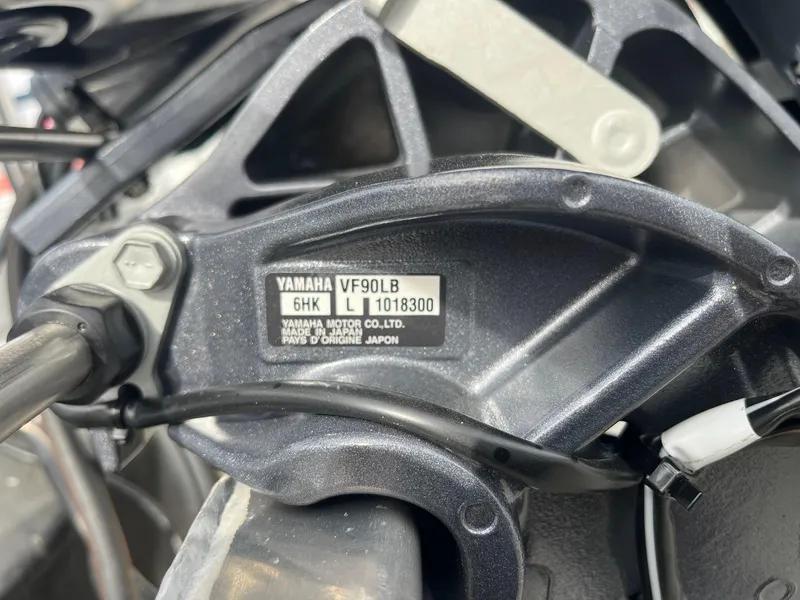 YAMAHA VF90LB
6HK L 1018300
YAMAHA MOTOR CO., LTD.
MADE IN JAPAN
PAYS D'ORIGINE JAPON